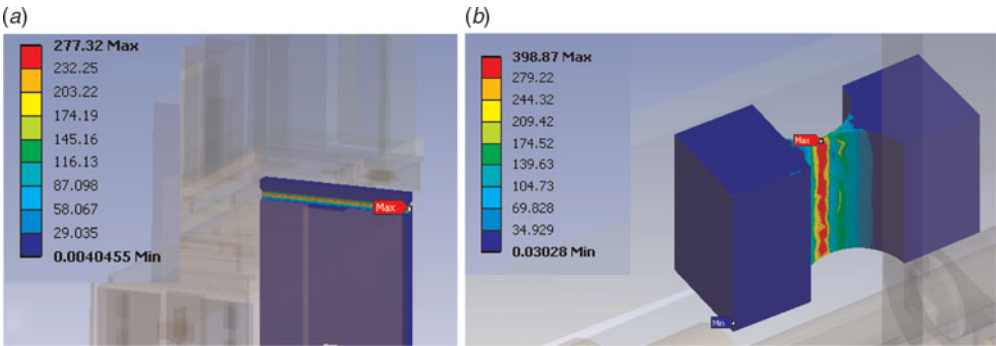 (a)
277.32 Max
232.25
203.22
174.19
145.16
116.13
87.098
58.067
29.035
0.0040455 Min
Max
(b)
398.87 Max
279.22
244.32
209.42
174.52
139.63
104.73
69.828
34.929
0.03028 Min
Max
Min